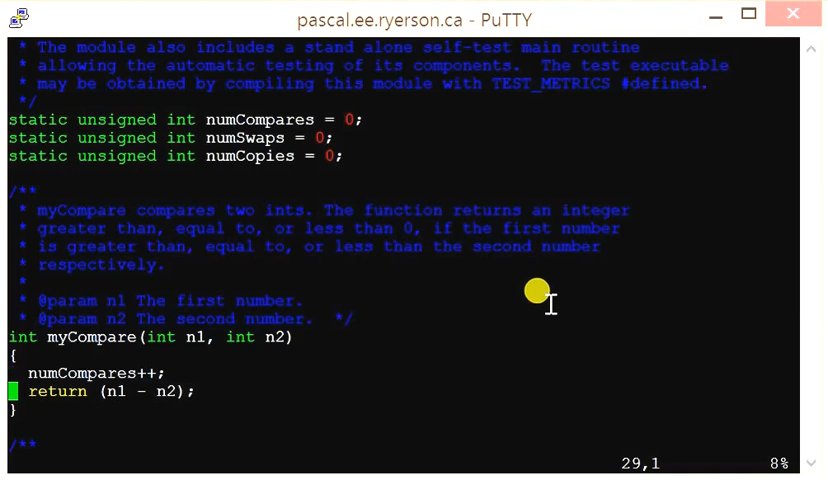 pascal.ee.ryerson.ca - PuTTY
* The module also includes a stand alone self-test main routine
* allowing the automatic testing of its components.  The test executable
* may be obtained by compiling this module with TEST_METRICS #defined.
*/
static unsigned int numCompares = 0;
static unsigned int numSwaps = 0;
static unsigned int numCopies = 0;
/**
* myCompare compares two ints. The function returns an integer
* greater than, equal to, or less than 0, if the first number
* is greater than, equal to, or less than the second number
* respectively.
*
* @param n1 The first number.
* @param n2 The second number.  */
int myCompare(int n1, int n2)
{
numCompares++;
return (n1 - n2);
}
/**
29,1 8%